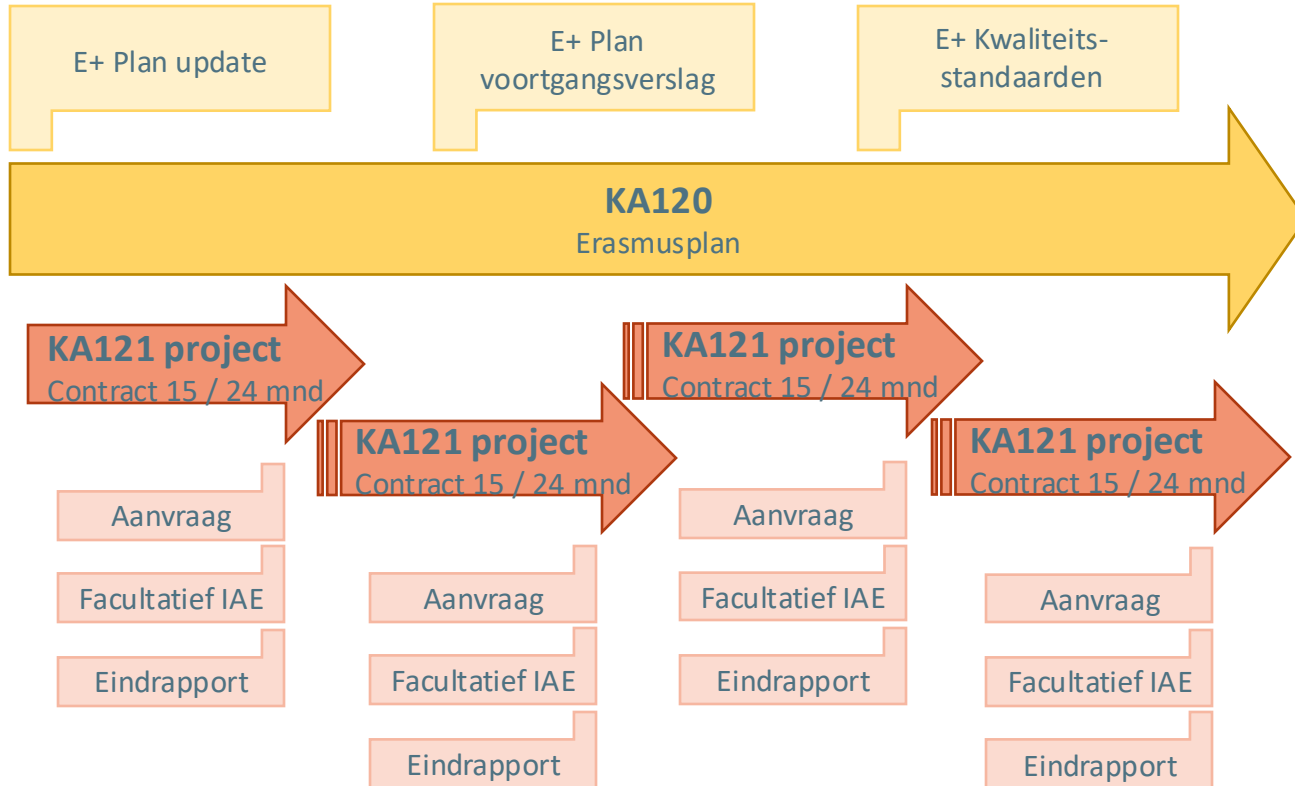 E+ Plan update
E+ Plan
voortgangsverslag
E+ Kwaliteits-
standaarden
KA120
Erasmusplan
KA121 project
Contract 15 / 24 mnd
KA121 project
Contract 15 / 24 mnd
KA121 project
Contract 15 / 24 mnd
KA121 project
Contract 15 / 24 mnd
Aanvraag
Facultatief IAE
Eindrapport
Aanvraag
Facultatief IAE
Eindrapport
Aanvraag
Facultatief IAE
Eindrapport
Aanvraag
Facultatief IAE
Eindrapport